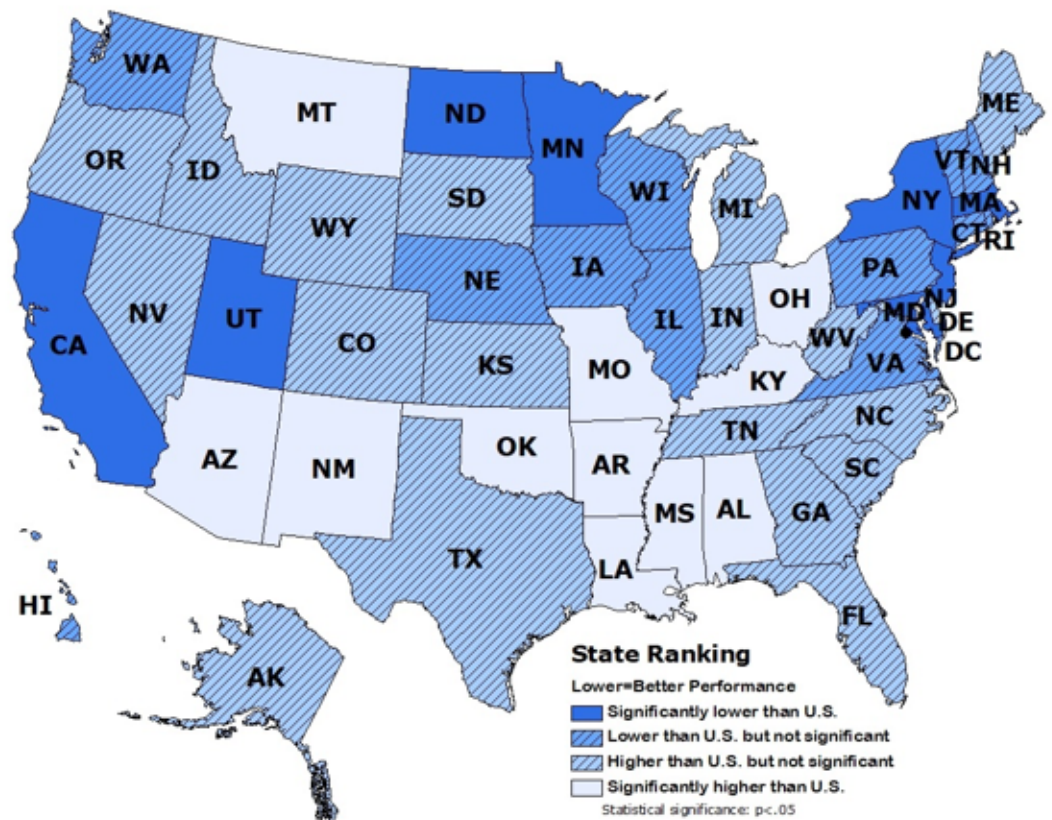 WA
MT
ND
MN
ME
OR
ID
SD
WI
MI
VT
NH
NY
MA
CT
RI
WY
NE
IA
PA
NJ
NV
UT
CO
IL
IN
OH
MD
DE
DC
CA
KS
MO
WV
VA
KY
AZ
NM
OK
AR
TN
NC
SC
MS
AL
GA
TX
LA
FL
HI
AK
State Ranking
Lower=Better Performance
Significantly lower than U.S.
Lower than U.S. but not significant
Higher than U.S. but not significant
Significantly higher than U.S.
Statistical significance: p<.05